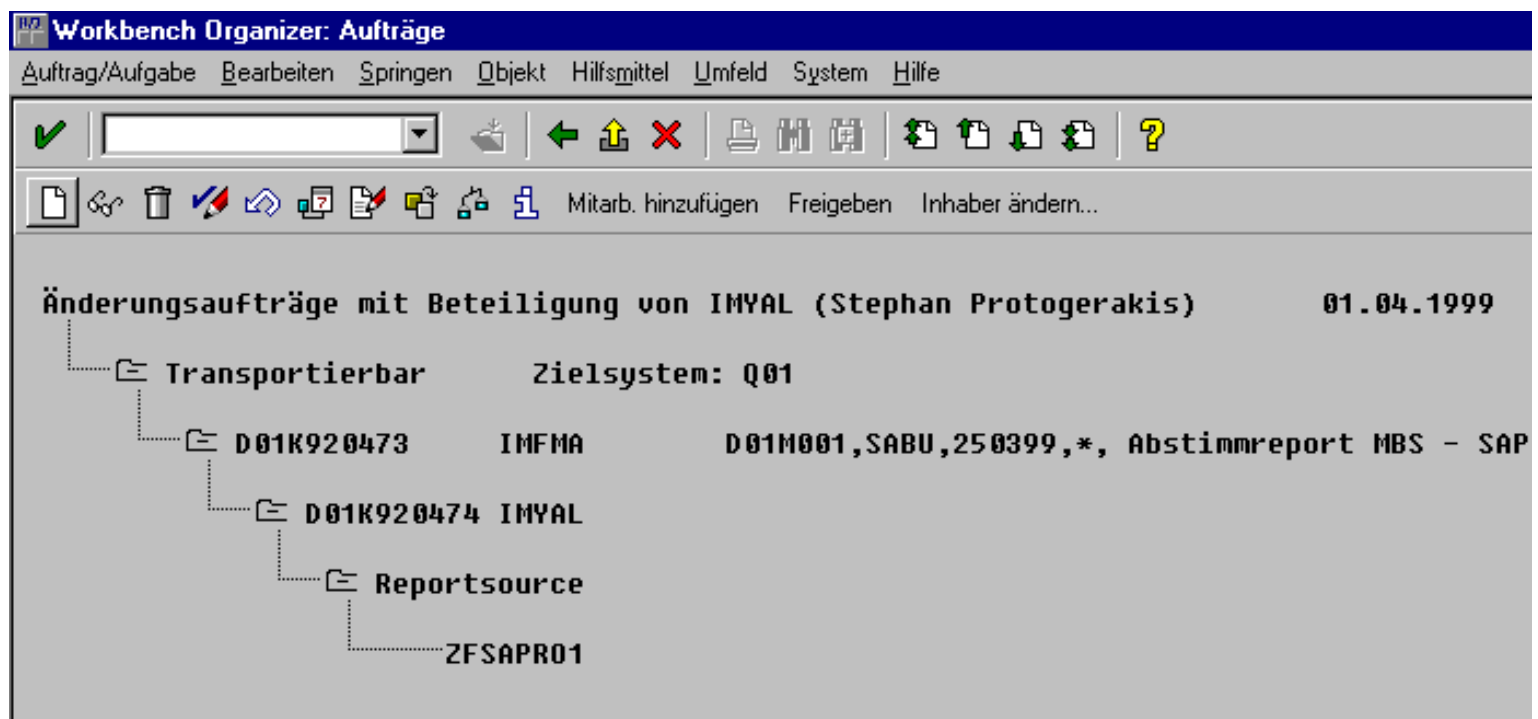 Workbench Organizer: Aufträge
Auftrag/Aufgabe Bearbeiten Springen Objekt Hilfsmittel Umfeld System Hilfe
Mitarb. hinzufügen Freigeben Inhaber ändern...
Änderungsaufträge mit Beteiligung von IMYAL (Stephan Protogerakis) 01.04.1999
Transportierbar Zielsystem: Q01
D01K920473 IMFMA D01M001,SABU,250399,*, Abstimmreport MBS - SAP
D01K920474 IMYAL
Reportsource
ZFSAPRO1